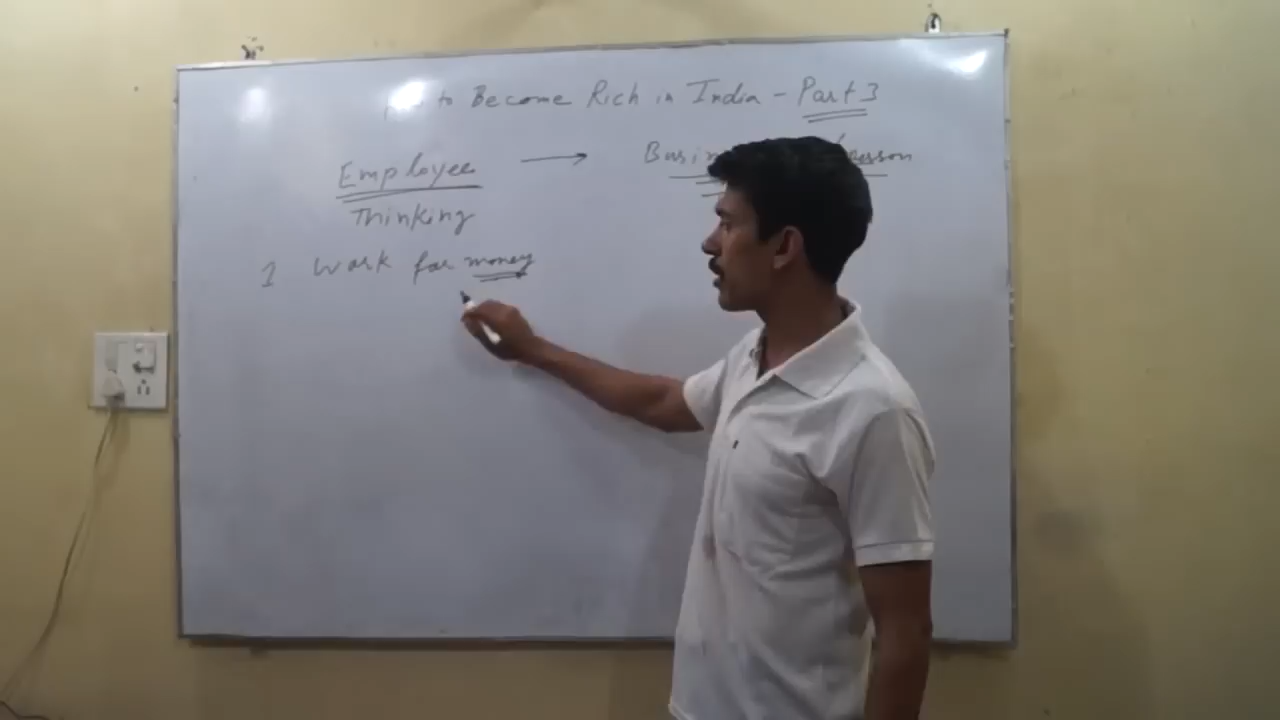 to Become Rich in India - Part 3
Employee →
Thinking
1 Work for money